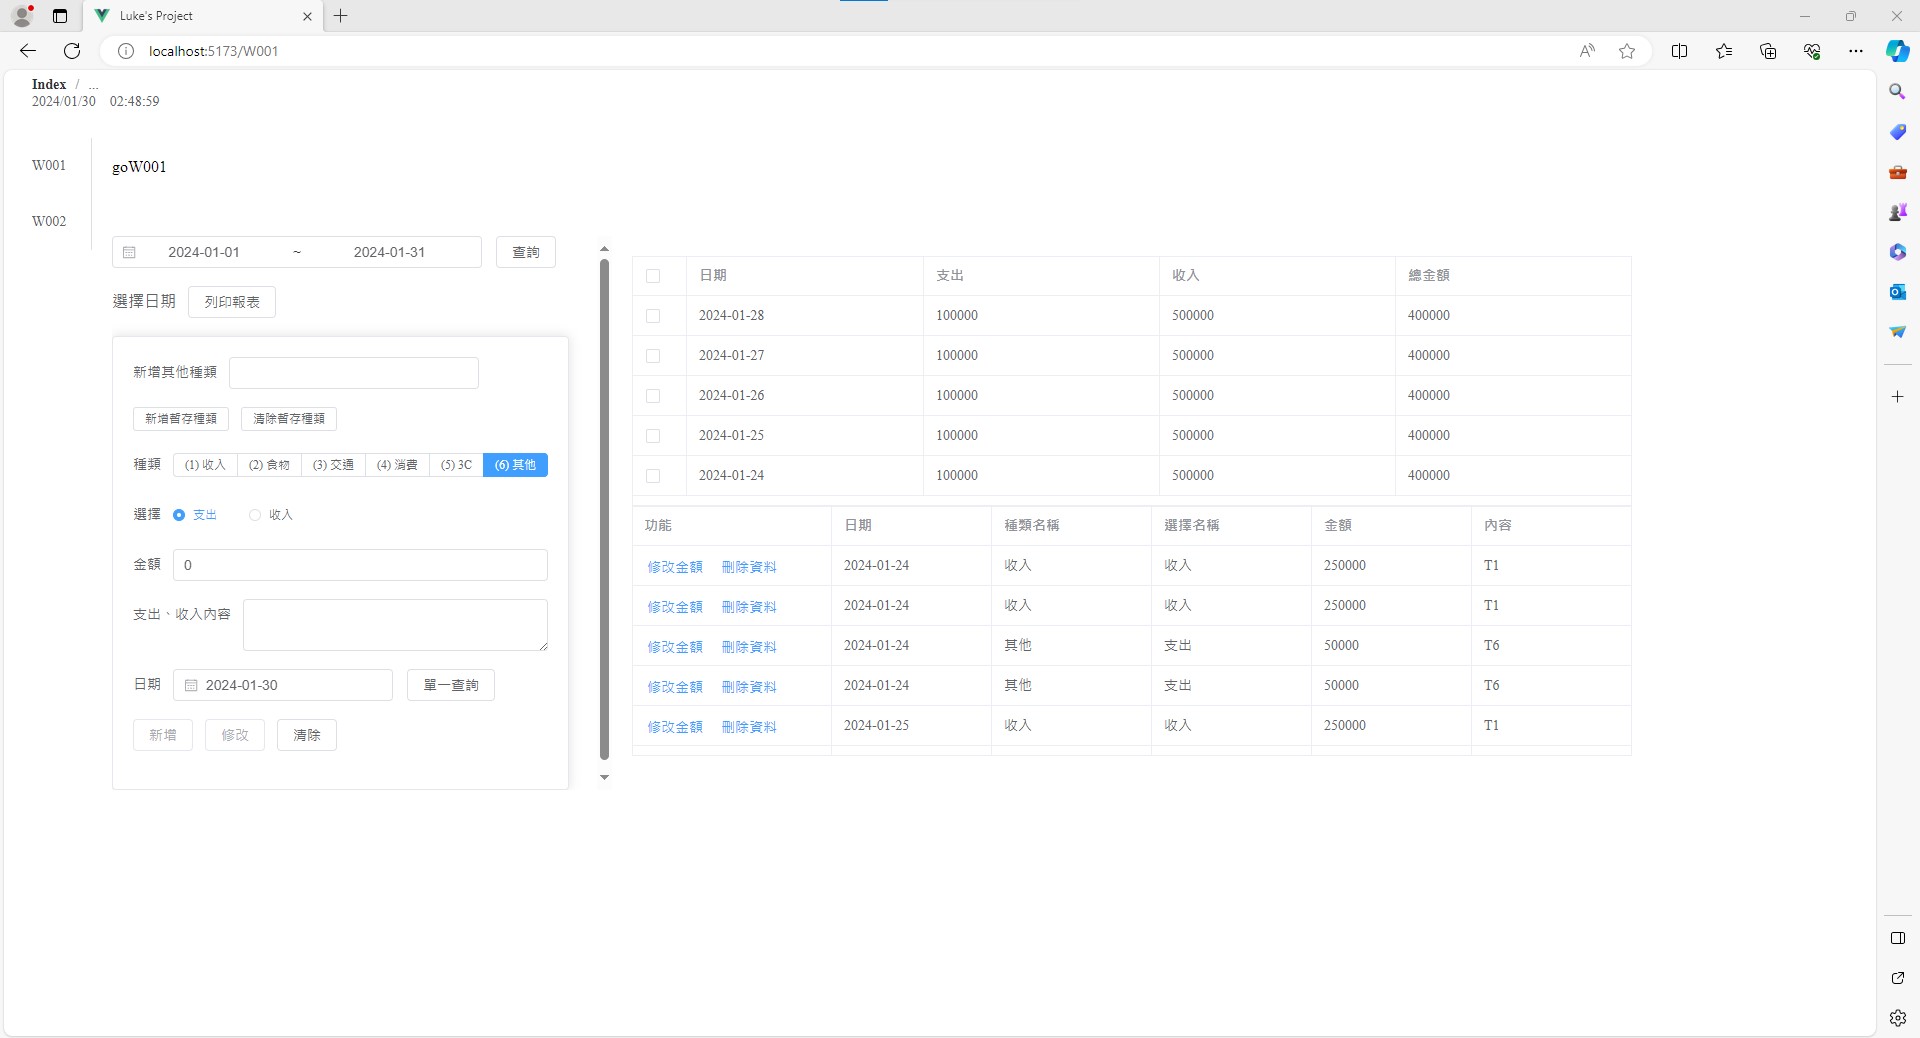 Luke's Project
localhost:5173/W001
Index / ...
2024/01/30 02:48:59
W001
W002
goW001
2024-01-01 ~ 2024-01-31 查詢
選擇日期 列印報表
新增其他種類
新增暫存種類 清除暫存種類
種類 (1) 收入 (2) 食物 (3) 交通 (4) 消費 (5) 3C (6) 其他
選擇 支出 收入
金額 0
支出、收入內容
日期 2024-01-30 單一查詢
新增 修改 清除
日期 支出 收入 總金額
2024-01-28 100000 500000 400000
2024-01-27 100000 500000 400000
2024-01-26 100000 500000 400000
2024-01-25 100000 500000 400000
2024-01-24 100000 500000 400000
功能 日期 種類名稱 選擇名稱 金額 內容
修改金額 刪除資料 2024-01-24 收入 收入 250000 T1
修改金額 刪除資料 2024-01-24 收入 收入 250000 T1
修改金額 刪除資料 2024-01-24 其他 支出 50000 T6
修改金額 刪除資料 2024-01-24 其他 支出 50000 T6
修改金額 刪除資料 2024-01-25 收入 收入 250000 T1